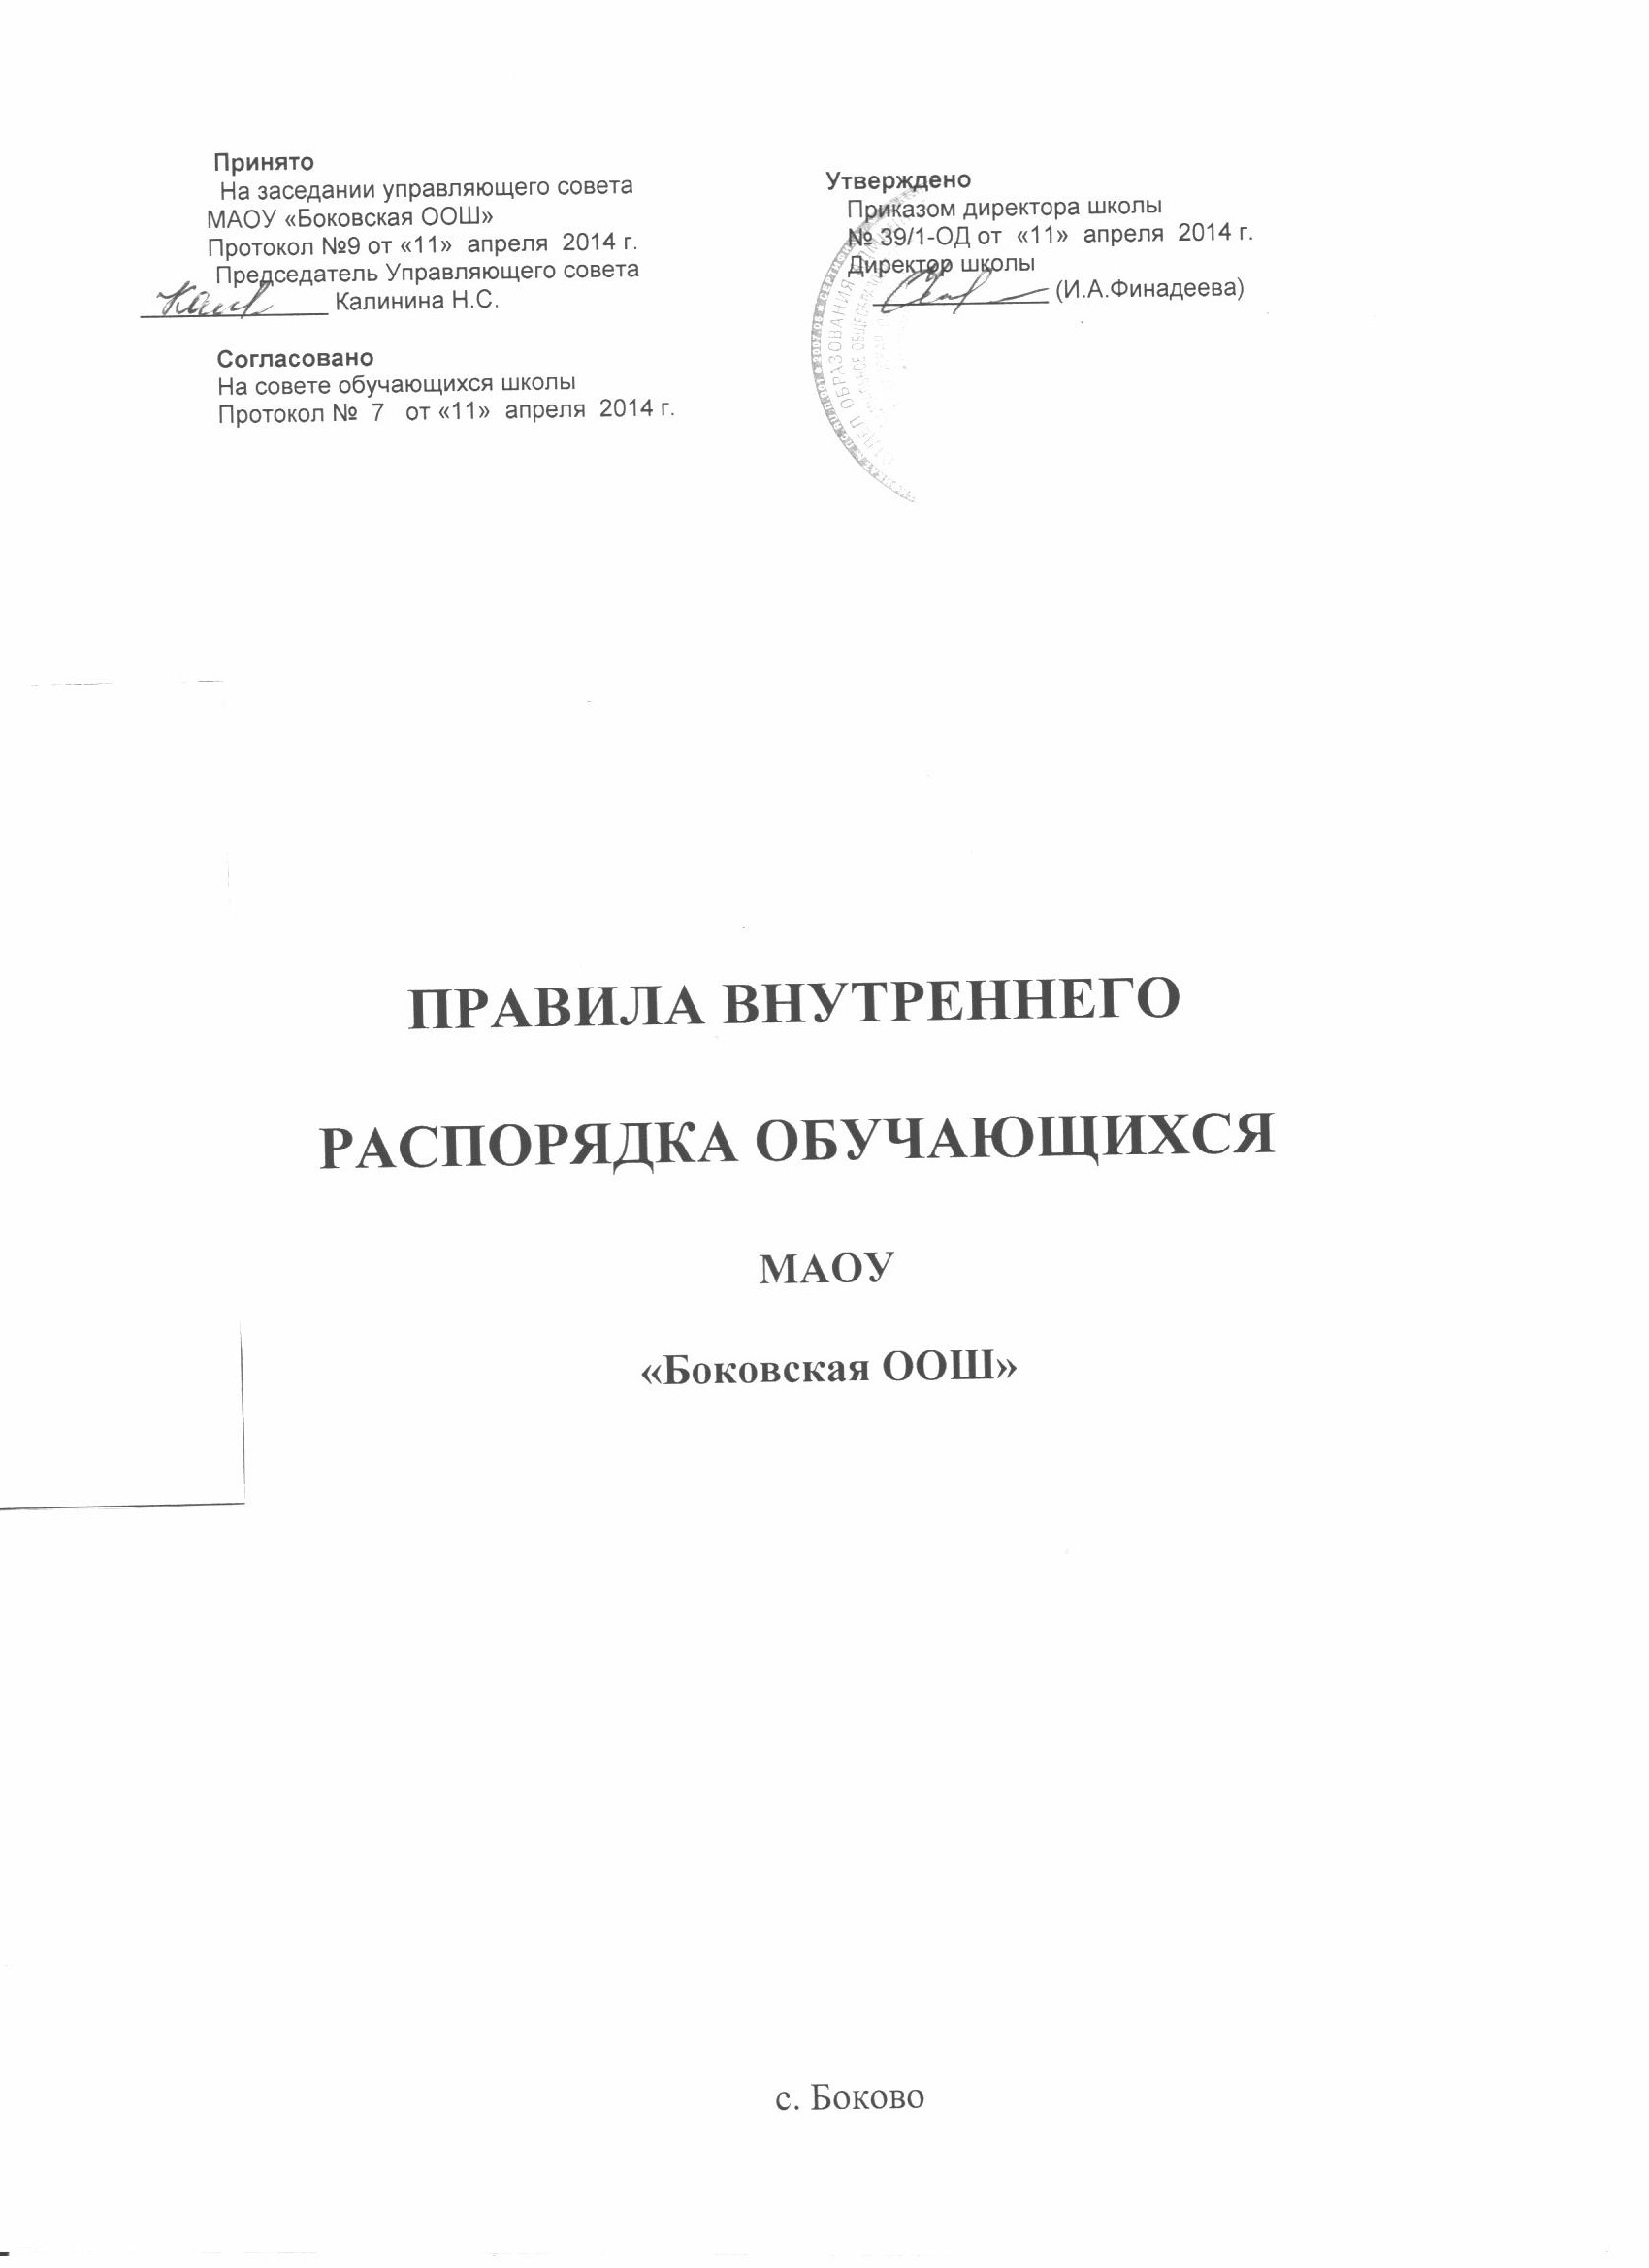 Принято
На заседании управляющего совета
МАОУ «Боковская ООШ»
Протокол №9 от «11» апреля 2014 г.
Председатель Управляющего совета
Калинина Н.С.
Согласовано
На совете обучающихся школы
Протокол № 7 от «11» апреля 2014 г.
Утверждено
Приказом директора школы
№ 39/1-ОД от «11» апреля 2014 г.
Директор школы
(И.А.Финадеева)
ОТДЕЛ ОБРАЗОВАНИЯ
ПРАВИЛА ВНУТРЕННЕГО
РАСПОРЯДКА ОБУЧАЮЩИХСЯ
МАОУ
«Боковская ООШ»
с. Боково